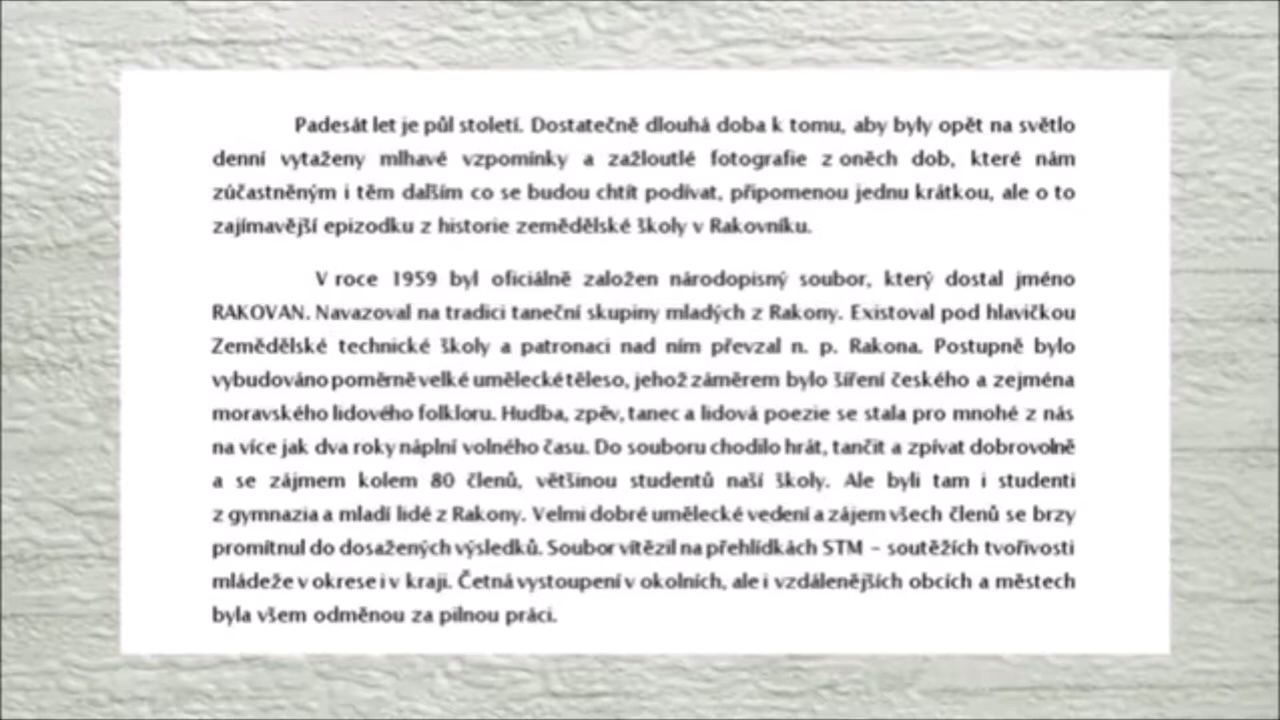 Padesát let je půl století. Dostatečně dlouhá doba k tomu, aby byly opět na světlo
denní vytaženy mlhavé vzpomínky a zažloutlé fotografie z oněch dob, které nám
zúčastněným i těm dalším co se budou chtít podívat, připomenou jednu krátkou, ale o to
zajímavější epizodku z historie zemědělské školy v Rakovníku.
V roce 1959 byl oficiálně založen národopisný soubor, který dostal jméno
RAKOVAN. Navazoval na tradici taneční skupiny mladých z Rakony. Existoval pod hlavičkou
Zemědělské technické školy a patronaci nad ním převzal n. p. Rakona. Postupně bylo
vybudováno poměrně velké umělecké těleso, jehož záměrem bylo šíření českého a zejména
moravského lidového folkloru. Hudba, zpěv, tanec a lidová poezie se stala pro mnohé z nás
na více jak dva roky náplní volného času. Do souboru chodilo hrát, tančit a zpívat dobrovolně
a se zájmem kolem 80 členů, většinou studentů naší školy. Ale byli tam i studenti
z gymnazia a mladí lidé z Rakony. Velmi dobré umělecké vedení a zájem všech členů se brzy
promítnul do dosažených výsledků. Soubor vítězil na přehlídkách STM – soutěžích tvořivosti
mládeže v okrese i v kraji. Četná vystoupení v okolních, ale i vzdálenějších obcích a městech
byla všem odměnou za pilnou práci.